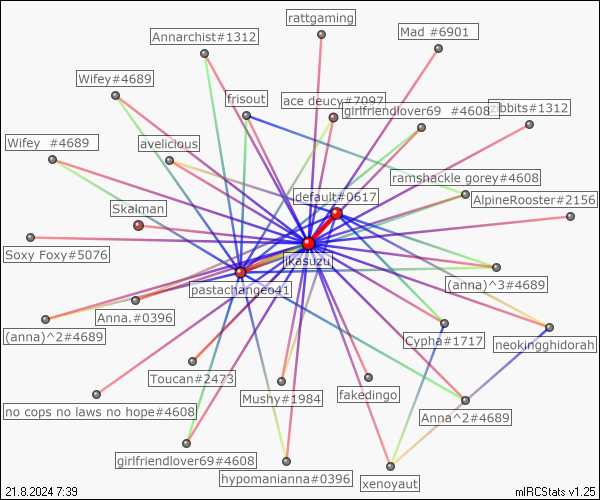 rattgaming
Annarchist#1312
Mad #6901
Wifey#4689
frisout
ace deucy#7097
girlfriendlover69 #4608
zibbits#1312
Wifey #4689
avelicious
ramshackle gorey#4608
default#0617
AlpineRooster#2156
Skalman
Soxy Foxy#5076
ikasuzu
(anna)^3#4689
pastachangeo41
Anna.#0396
(anna)^2#4689
Cypha#1717
neokingghidorah
Toucan#2473
Mushy#1984
fakedingo
no cops no laws no hope#4608
Anna^2#4689
girlfriendlover69#4608
hypomanianna#0396
xenoyaut
21.8.2024 7:39
mIRCStats v1.25